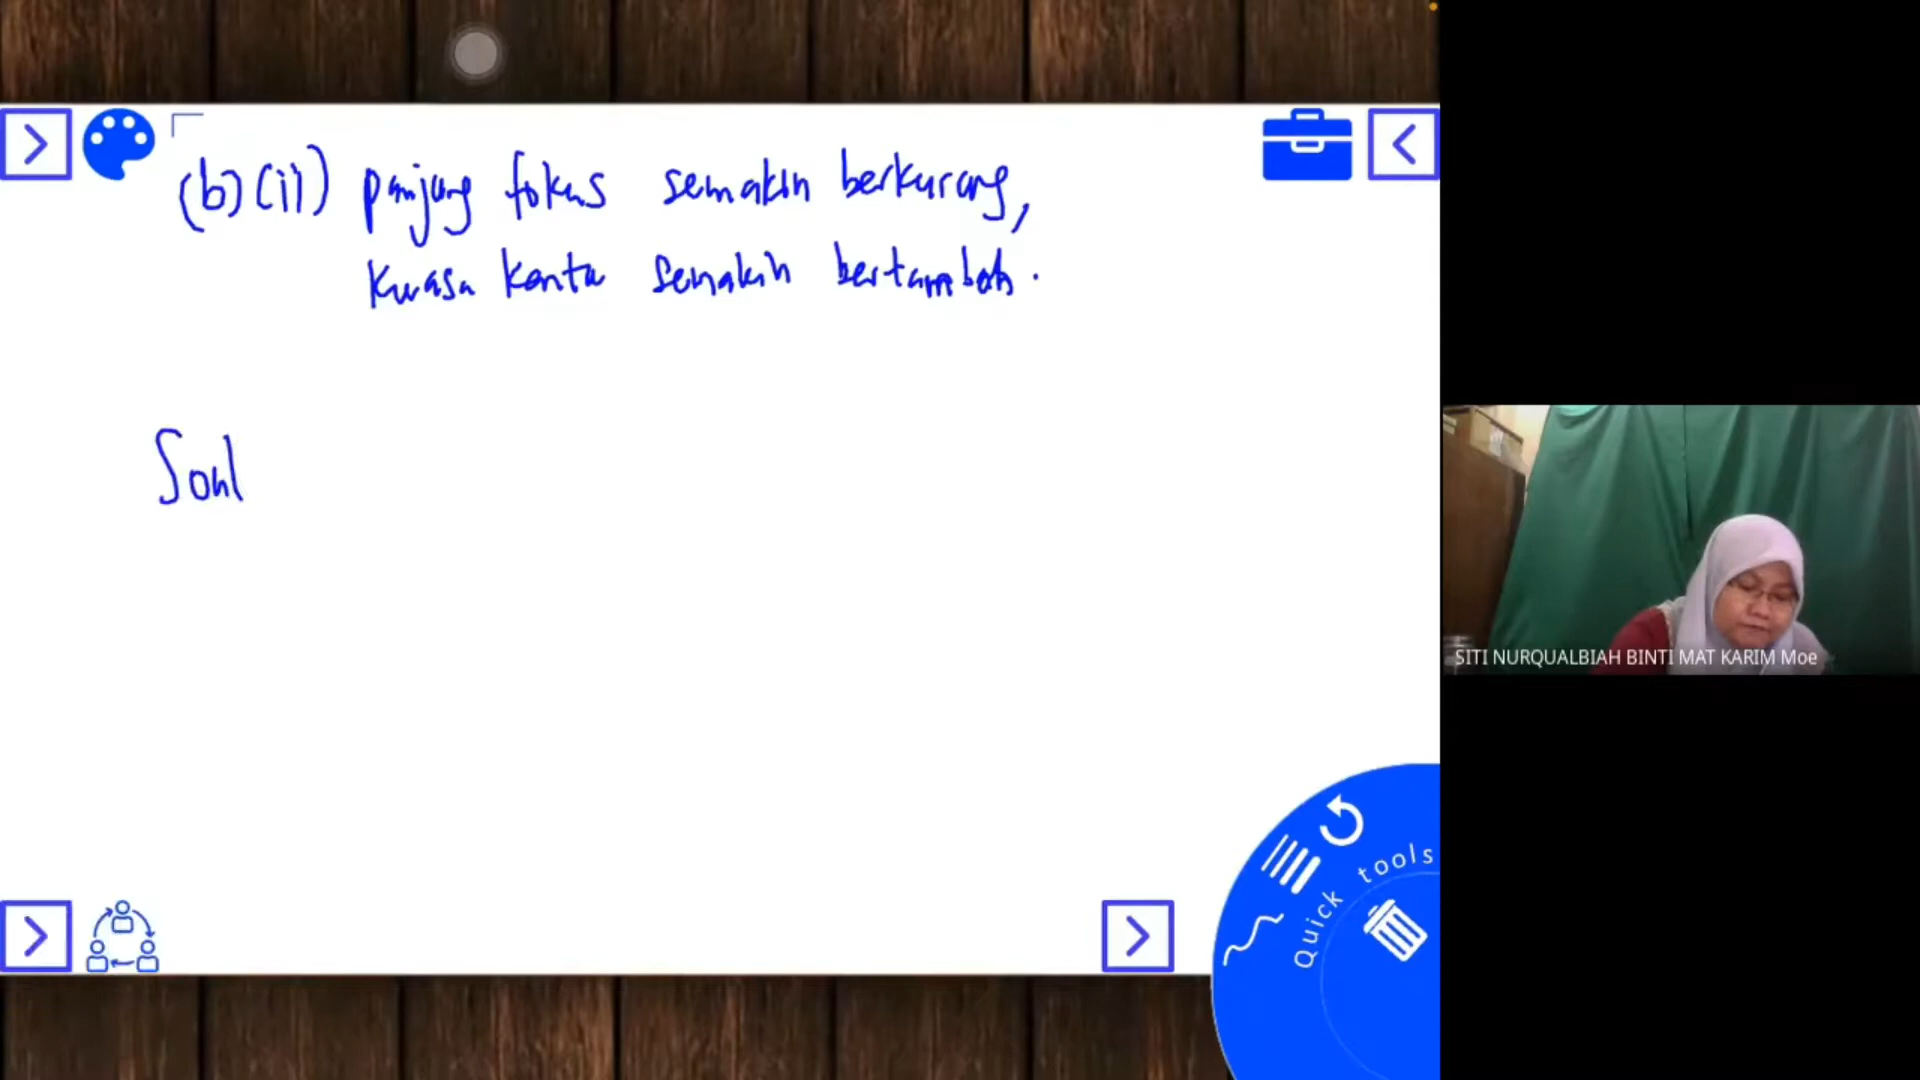 (b)(ii) panjang fokus semakin berkurang,
kuasa kanta semakin bertambah.
Soal
SITI NURQUALBIAH BINTI MAT KARIM Moe
Quick tools